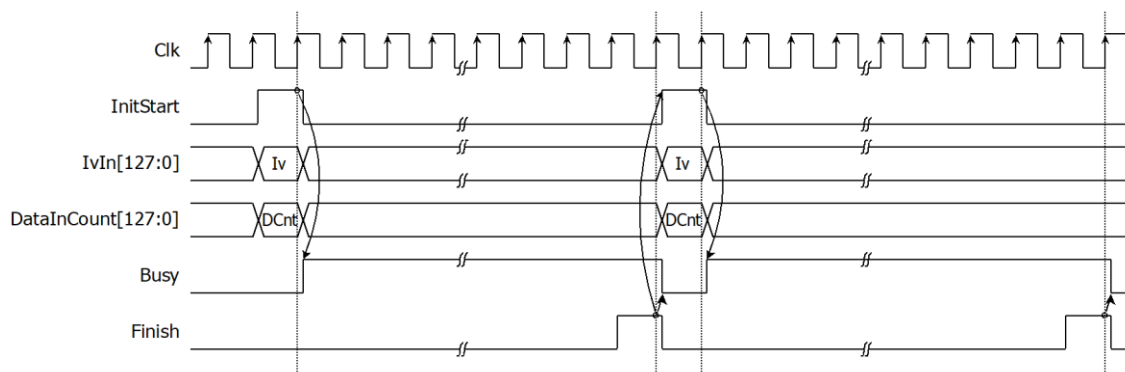 Clk
InitStart
IvIn[127:0] Iv Iv
DataInCount[127:0] DCnt DCnt
Busy
Finish